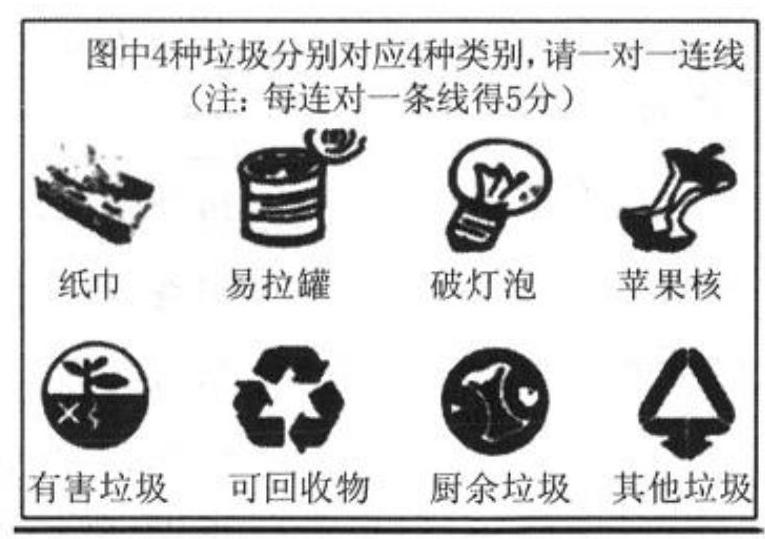 图中4种垃圾分别对应4种类别,请一对一连线
(注:每连对一条线得5分)
纸巾 易拉罐 破灯泡 苹果核
有害垃圾 可回收物 厨余垃圾 其他垃圾